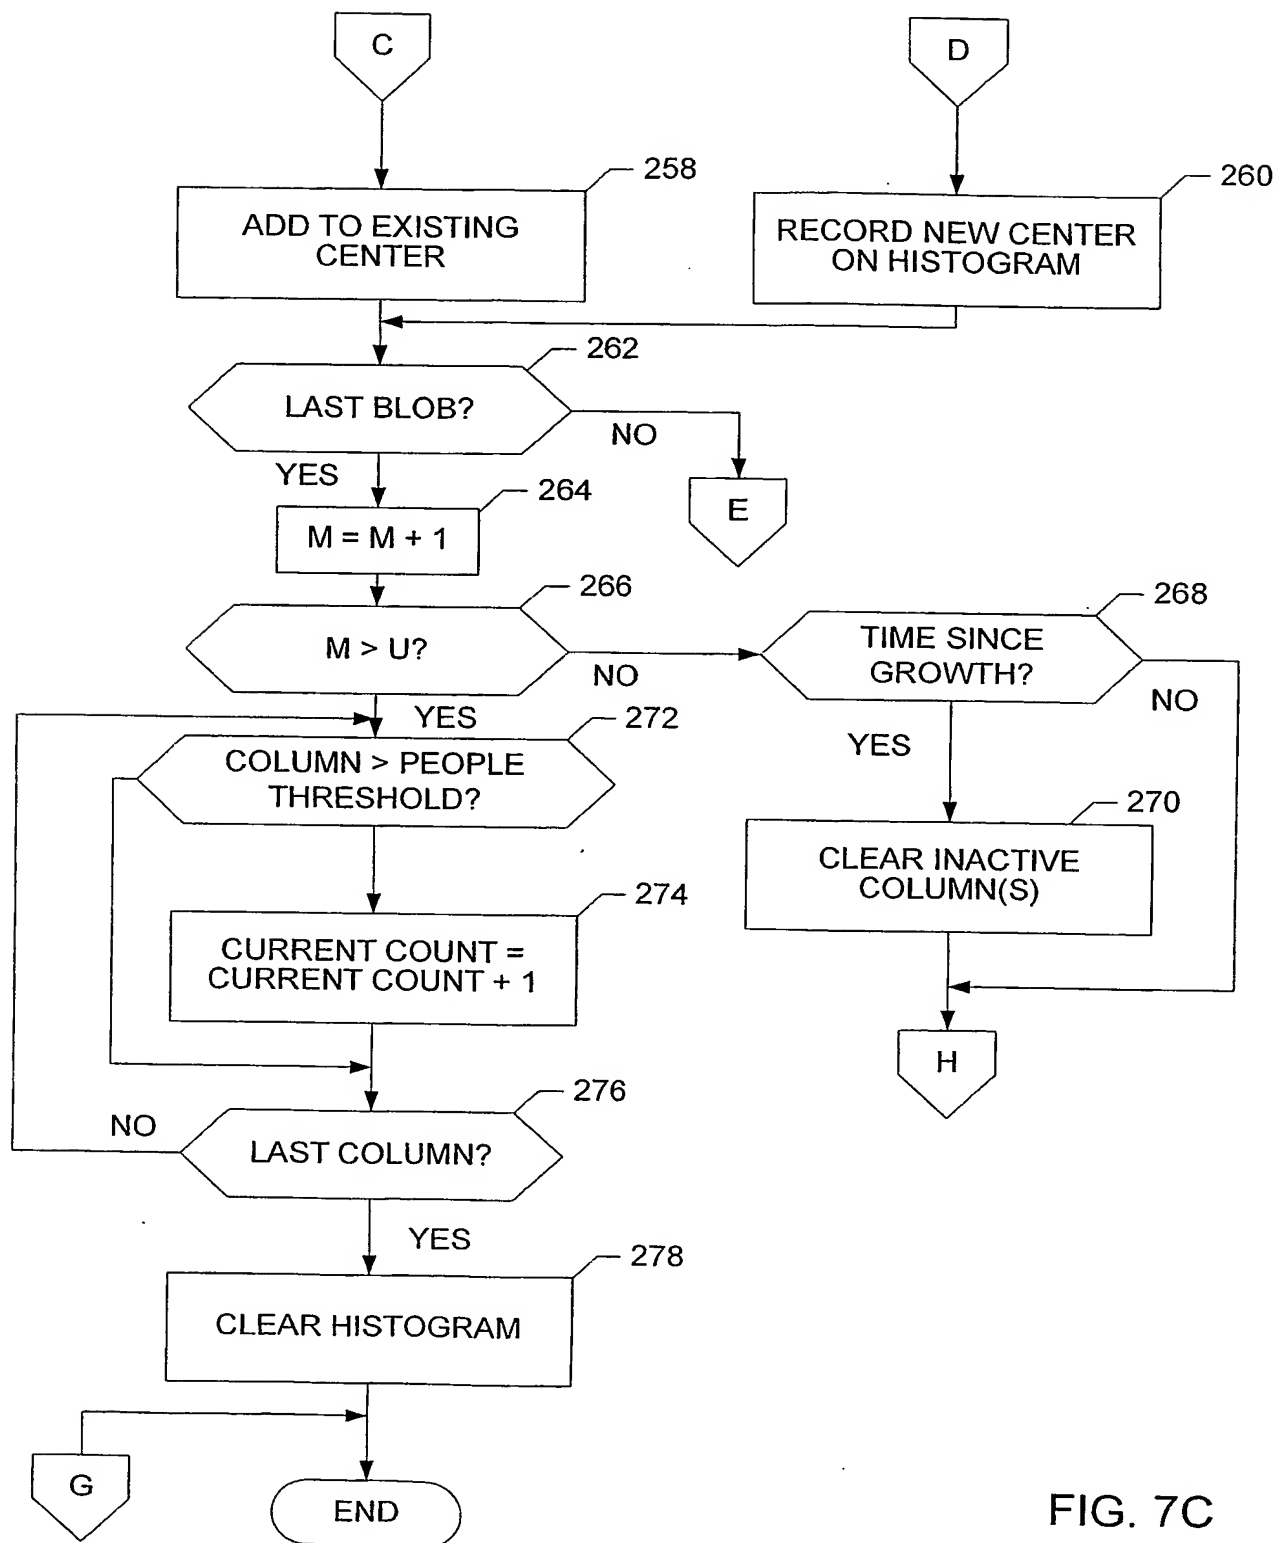 C
D
258
260
ADD TO EXISTING
CENTER
RECORD NEW CENTER
ON HISTOGRAM
262
LAST BLOB?
NO
YES
E
264
M = M + 1
266
268
M > U?
NO
TIME SINCE
GROWTH?
NO
YES
YES
272
COLUMN > PEOPLE
THRESHOLD?
270
CLEAR INACTIVE
COLUMN(S)
274
CURRENT COUNT =
CURRENT COUNT + 1
H
276
NO
LAST COLUMN?
YES
278
CLEAR HISTOGRAM
G
END
FIG. 7C